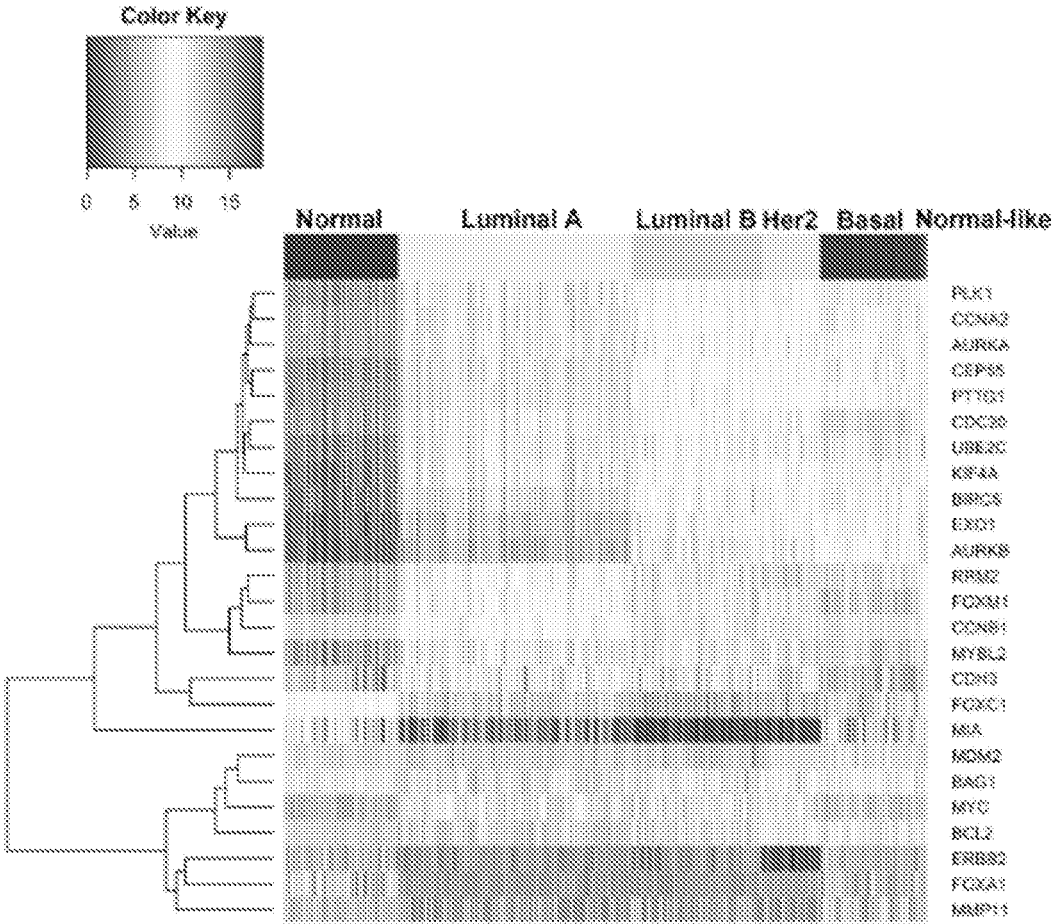 Color Key
0 5 10 15
Value
Normal Luminal A Luminal B Her2 Basal Normal-like
PLK1
CCNA2
AURKA
CEP55
PTTG1
CDC20
UBE2C
KIF4A
BIRC5
EXO1
AURKB
RRM2
FOXM1
CCNB1
MYBL2
CDH3
FOXC1
MIA
MDM2
BAG1
MYC
BCL2
ERBB2
FOXA1
MMP11